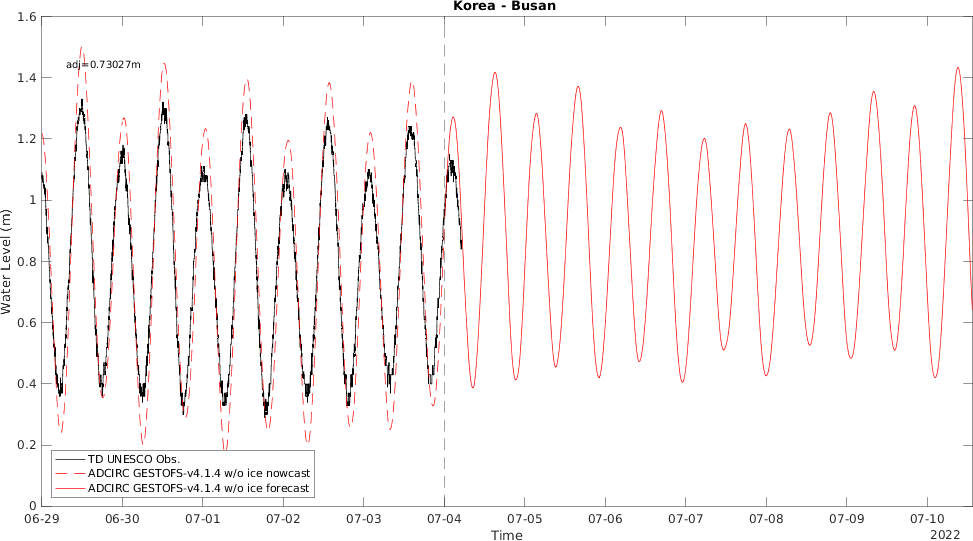 Korea - Busan
adj=0.73027m
Water Level (m)
1.6
1.4
1.2
1
0.8
0.6
0.4
0.2
0
TD UNESCO Obs.
ADCIRC GESTOFS-v4.1.4 w/o ice nowcast
ADCIRC GESTOFS-v4.1.4 w/o ice forecast
06-29 06-30 07-01 07-02 07-03 07-04 07-05 07-06 07-07 07-08 07-09 07-10
2022
Time